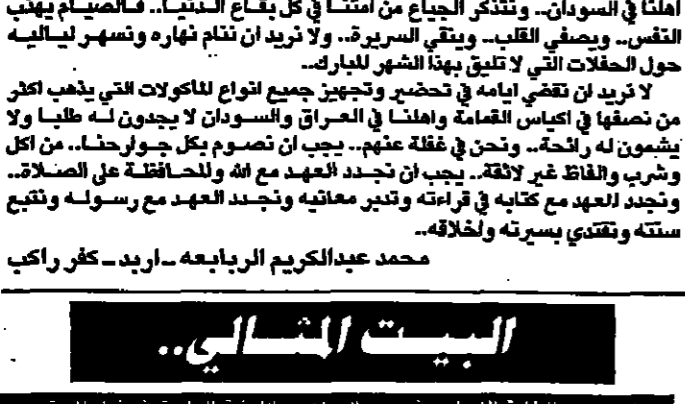 اهلنا في السودان.. ونتذكر الجياع من امتنا في كل بقاع الدنيا.. فالصيام يهذب
النفس.. ويصفي القلب.. وينقي السريرة.. ولا نريد ان ننام نهاره ونسهر لياليه
حول الحفلات التي لا تليق بهذا الشهر المبارك..
لا نريد ان نقضي ايامه في تحضير وتجهيز جميع انواع الماكولات التي يذهب اكثر
من نصفها في اكياس القمامة واهلنا في العراق والسودان لا يجدون له طلبا ولا
يشمون له رائحة.. ونحن في غفلة عنهم.. يجب ان نصوم بكل جوارحنا.. من اكل
وشرب والفاظ غير لائقة.. يجب ان نجدد العهد مع الله والمحافظة على الصلاة..
ونجدد العهد مع كتابه في قراءته وتدبر معانيه ونجدد العهد مع رسوله ونتبع
سنته ونقتدي بسيرته واخلاقه..
محمد عبدالكريم الربابعه ـ اربد ـ كفر راكب
البيت المثالي..